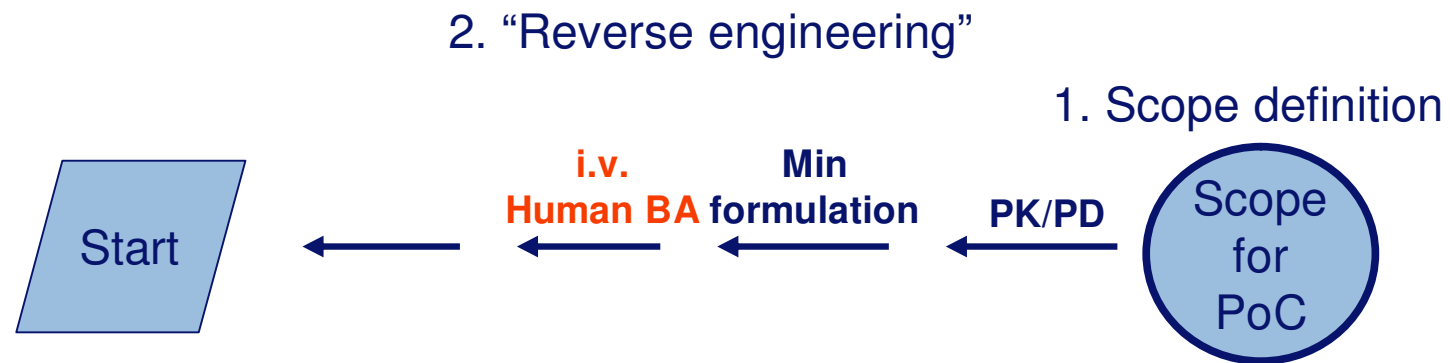 2. “Reverse engineering”
1. Scope definition
i.v.
Human BA
Min
formulation
PK/PD
Scope
for
PoC
Start